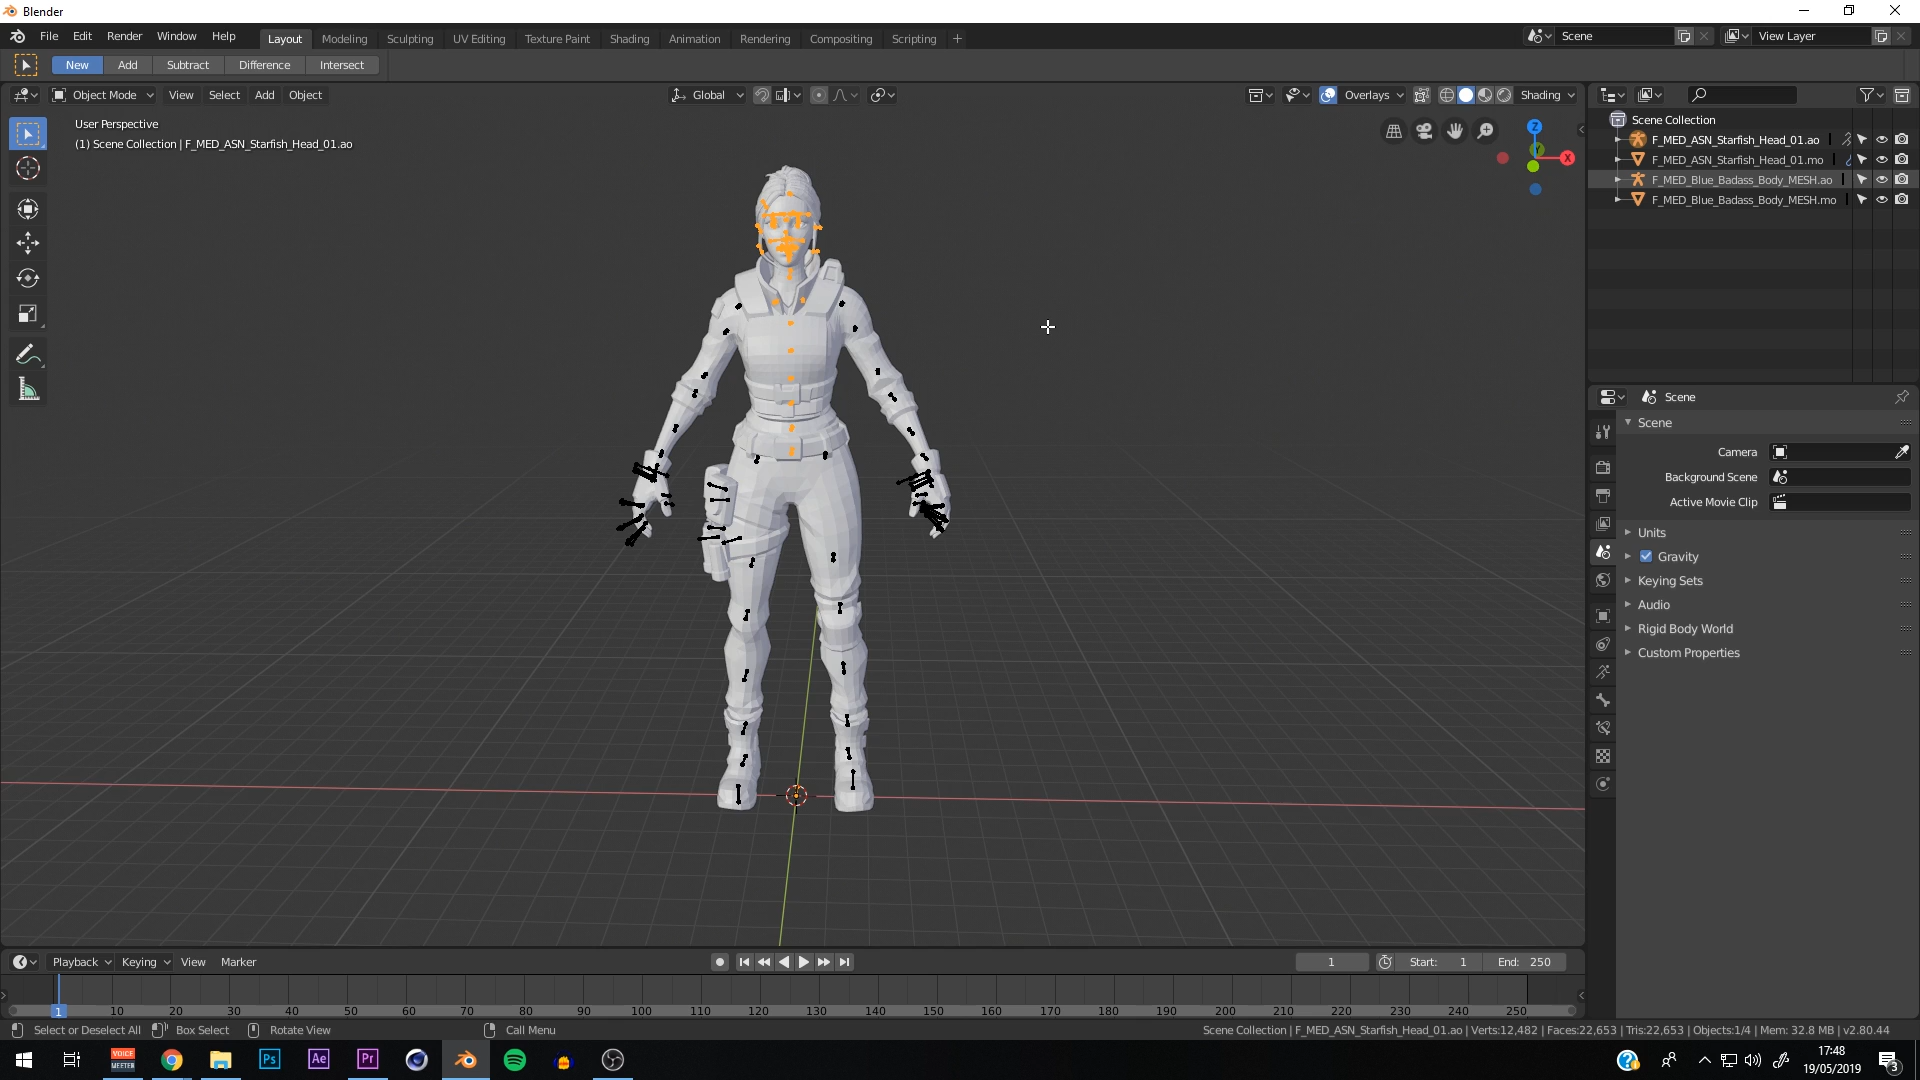 Blender
File Edit Render Window Help Layout Modeling Sculpting UV Editing Texture Paint Shading Animation Rendering Compositing Scripting + Scene View Layer
New Add Subtract Difference Intersect
Object Mode View Select Add Object Global Overlays Shading
User Perspective
(1) Scene Collection | F_MED_ASN_Starfish_Head_01.ao
Z
Y
X
Scene Collection
F_MED_ASN_Starfish_Head_01.ao
F_MED_ASN_Starfish_Head_01.mo
F_MED_Blue_Badass_Body_MESH.ao
F_MED_Blue_Badass_Body_MESH.mo
Scene
Scene
Camera
Background Scene
Active Movie Clip
Units
Gravity
Keying Sets
Audio
Rigid Body World
Custom Properties
Playback Keying View Marker 1 Start: 1 End: 250
1 10 20 30 40 50 60 70 80 90 100 110 120 130 140 150 160 170 180 190 200 210 220 230 240 250
Select or Deselect All Box Select Rotate View Call Menu Scene Collection | F_MED_ASN_Starfish_Head_01.ao | Verts:12,482 | Faces:22,653 | Tris:22,653 | Objects:1/4 | Mem: 32.8 MB | v2.80.44
VOICE
MEETER
Ps Ae Pr
17:48
19/05/2019
3